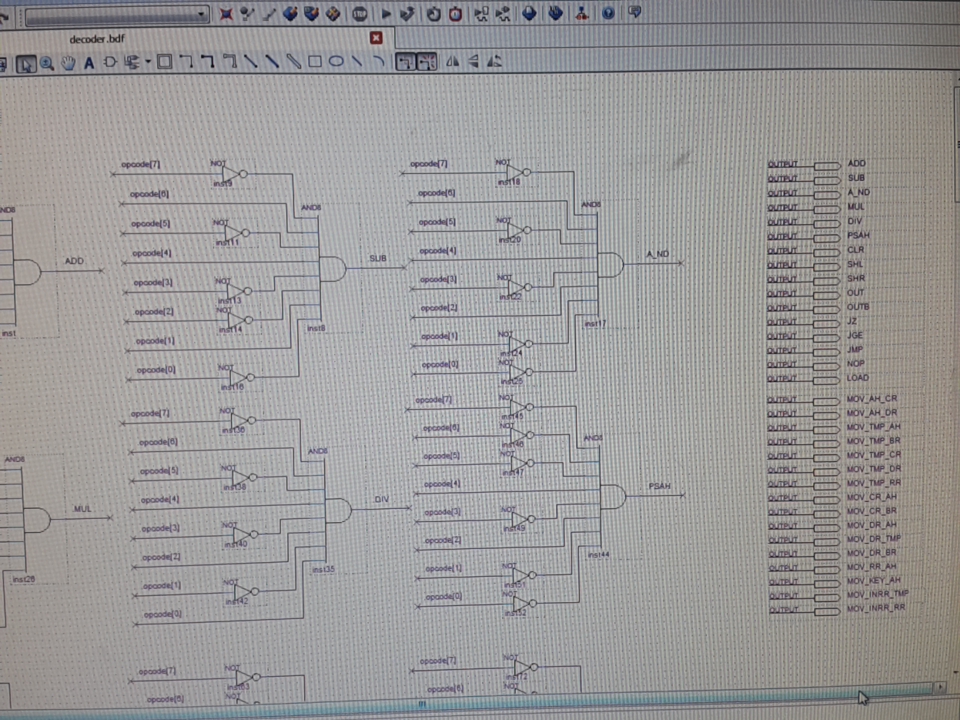 decoder.bdf
opcode[7]
NOT
inst9
opcode[6]
opcode[5]
NOT
inst11
opcode[4]
opcode[3]
NOT
inst13
opcode[2]
NOT
inst14
opcode[1]
opcode[0]
NOT
inst16
AND8
SUB
inst8
ADD
inst1
opcode[7]
NOT
inst18
opcode[6]
opcode[5]
NOT
inst20
opcode[4]
opcode[3]
NOT
inst22
opcode[2]
opcode[1]
NOT
inst24
opcode[0]
NOT
inst25
AND8
A_ND
inst17
AND8
MUL
inst26
opcode[7]
NOT
inst36
opcode[6]
opcode[5]
NOT
inst38
opcode[4]
opcode[3]
NOT
inst40
opcode[2]
opcode[1]
NOT
inst42
opcode[0]
AND8
DIV
inst35
opcode[7]
NOT
inst45
opcode[6]
NOT
inst46
opcode[5]
NOT
inst47
opcode[4]
opcode[3]
NOT
inst49
opcode[2]
opcode[1]
NOT
inst51
opcode[0]
NOT
inst52
AND8
PSAH
inst44
opcode[7]
NOT
inst63
opcode[6]
NOT
opcode[7]
NOT
inst72
opcode[6]
NOT
OUTPUT ADD
OUTPUT SUB
OUTPUT A_ND
OUTPUT MUL
OUTPUT DIV
OUTPUT PSAH
OUTPUT CLR
OUTPUT SHL
OUTPUT SHR
OUTPUT OUT
OUTPUT OUTB
OUTPUT JZ
OUTPUT JGE
OUTPUT JMP
OUTPUT NOP
OUTPUT LOAD
OUTPUT MOV_AH_CR
OUTPUT MOV_AH_DR
OUTPUT MOV_TMP_AH
OUTPUT MOV_TMP_BR
OUTPUT MOV_TMP_CR
OUTPUT MOV_TMP_DR
OUTPUT MOV_TMP_RR
OUTPUT MOV_CR_AH
OUTPUT MOV_CR_BR
OUTPUT MOV_DR_AH
OUTPUT MOV_DR_TMP
OUTPUT MOV_DR_BR
OUTPUT MOV_RR_AH
OUTPUT MOV_KEY_AH
OUTPUT MOV_INRR_TMP
OUTPUT MOV_INRR_RR